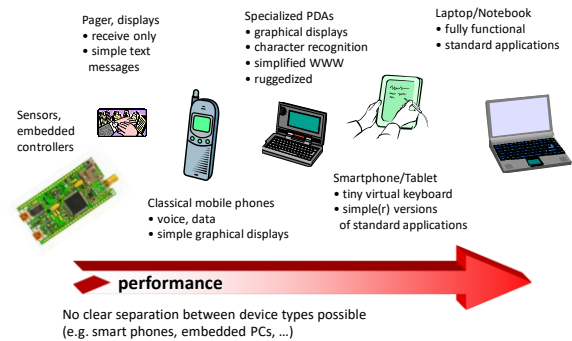 Pager, displays
• receive only
• simple text
messages
Specialized PDAs
• graphical displays
• character recognition
• simplified WWW
• ruggedized
Laptop/Notebook
• fully functional
• standard applications
Sensors,
embedded
controllers
Classical mobile phones
• voice, data
• simple graphical displays
Smartphone/Tablet
• tiny virtual keyboard
• simple(r) versions
of standard applications
performance
No clear separation between device types possible
(e.g. smart phones, embedded PCs, …)